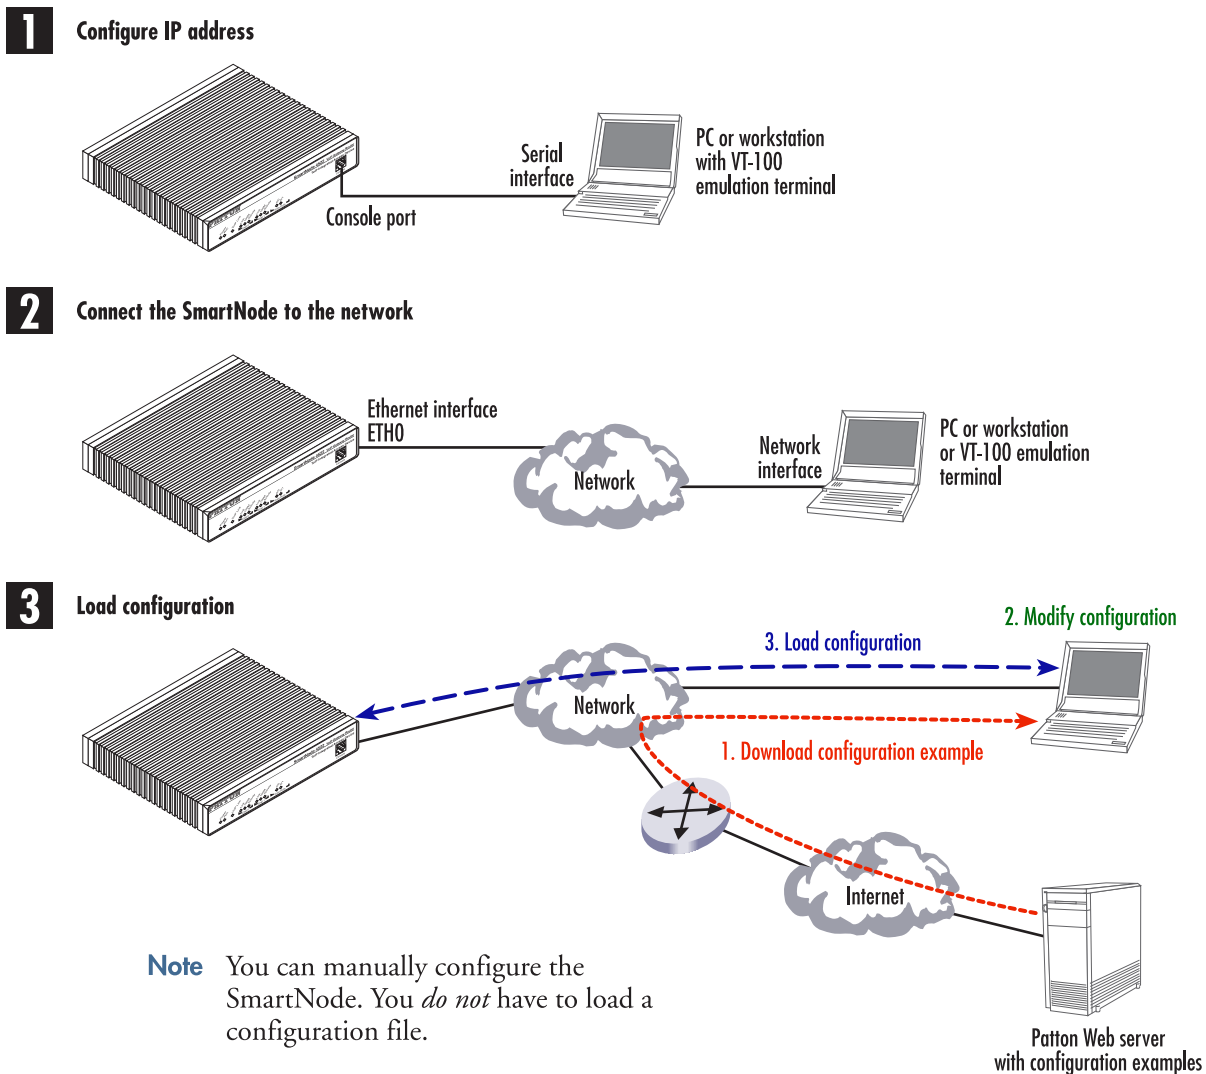 1 Configure IP address
Serial
interface
PC or workstation
with VT-100
emulation terminal
Console port
2 Connect the SmartNode to the network
Ethernet interface
ETH0
Network
Network
interface
PC or workstation
or VT-100 emulation
terminal
3 Load configuration
2. Modify configuration
3. Load configuration
Network
1. Download configuration example
Internet
Note You can manually configure the
SmartNode. You do not have to load a
configuration file.
Patton Web server
with configuration examples